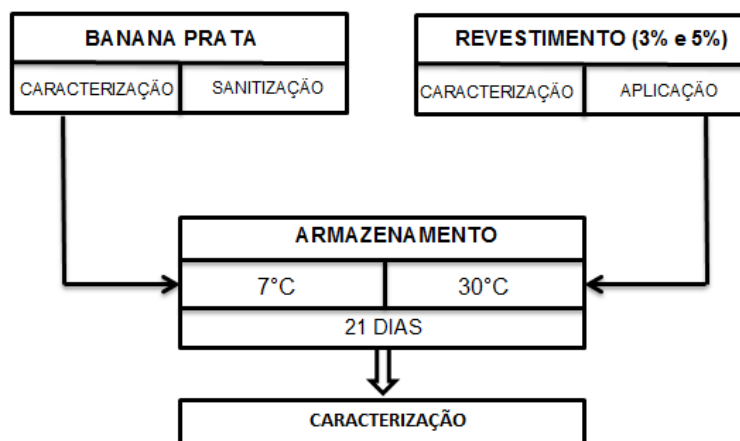 BANANA PRATA
CARACTERIZAÇÃO SANITIZAÇÃO
REVESTIMENTO (3% e 5%)
CARACTERIZAÇÃO APLICAÇÃO
ARMAZENAMENTO
7°C 30°C
21 DIAS
CARACTERIZAÇÃO